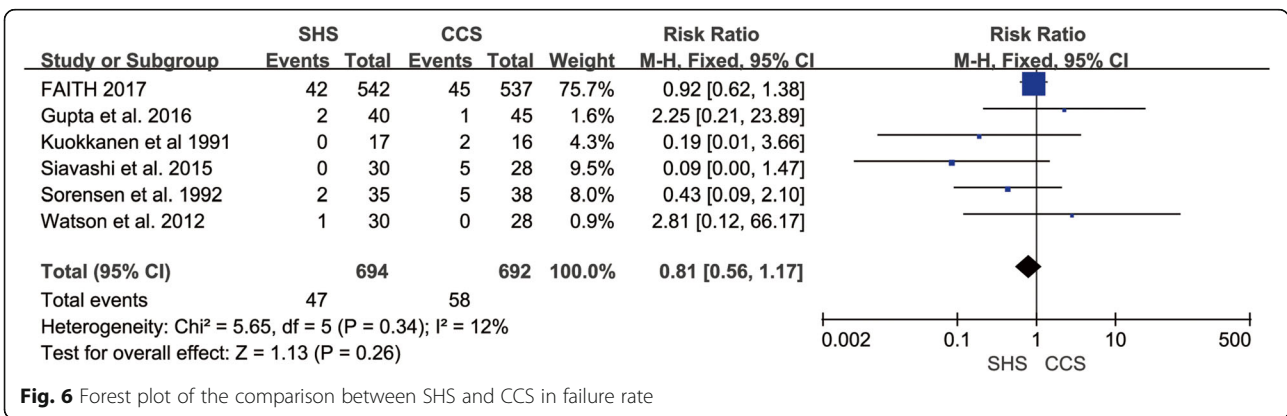 SHS CCS Risk Ratio Risk Ratio
Study or Subgroup Events Total Events Total Weight M-H, Fixed, 95% CI M-H, Fixed, 95% CI
FAITH 2017 42 542 45 537 75.7% 0.92 [0.62, 1.38]
Gupta et al. 2016 2 40 1 45 1.6% 2.25 [0.21, 23.89]
Kuokkanen et al 1991 0 17 2 16 4.3% 0.19 [0.01, 3.66]
Siavashi et al. 2015 0 30 5 28 9.5% 0.09 [0.00, 1.47]
Sorensen et al. 1992 2 35 5 38 8.0% 0.43 [0.09, 2.10]
Watson et al. 2012 1 30 0 28 0.9% 2.81 [0.12, 66.17]
Total (95% CI) 694 692 100.0% 0.81 [0.56, 1.17]
Total events 47 58
Heterogeneity: Chi² = 5.65, df = 5 (P = 0.34); I² = 12%
Test for overall effect: Z = 1.13 (P = 0.26)
0.002 0.1 1 10 500
SHS CCS
Fig. 6 Forest plot of the comparison between SHS and CCS in failure rate